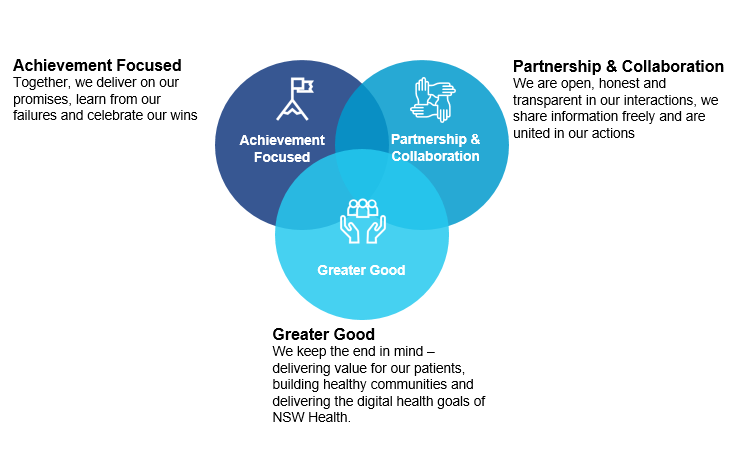 Achievement Focused
Together, we deliver on our
promises, learn from our
failures and celebrate our wins
Partnership & Collaboration
We are open, honest and
transparent in our interactions, we
share information freely and are
united in our actions
Achievement
Focused
Partnership &
Collaboration
Greater Good
Greater Good
We keep the end in mind –
delivering value for our patients,
building healthy communities and
delivering the digital health goals of
NSW Health.